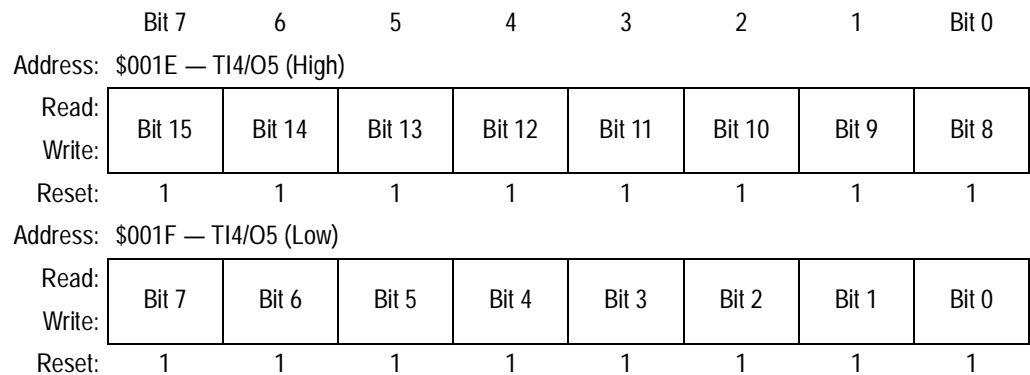 Bit 7 6 5 4 3 2 1 Bit 0
Address: $001E — TI4/O5 (High)
Read:
Bit 15 Bit 14 Bit 13 Bit 12 Bit 11 Bit 10 Bit 9 Bit 8
Write:
Reset: 1 1 1 1 1 1 1 1
Address: $001F — TI4/O5 (Low)
Read:
Bit 7 Bit 6 Bit 5 Bit 4 Bit 3 Bit 2 Bit 1 Bit 0
Write:
Reset: 1 1 1 1 1 1 1 1